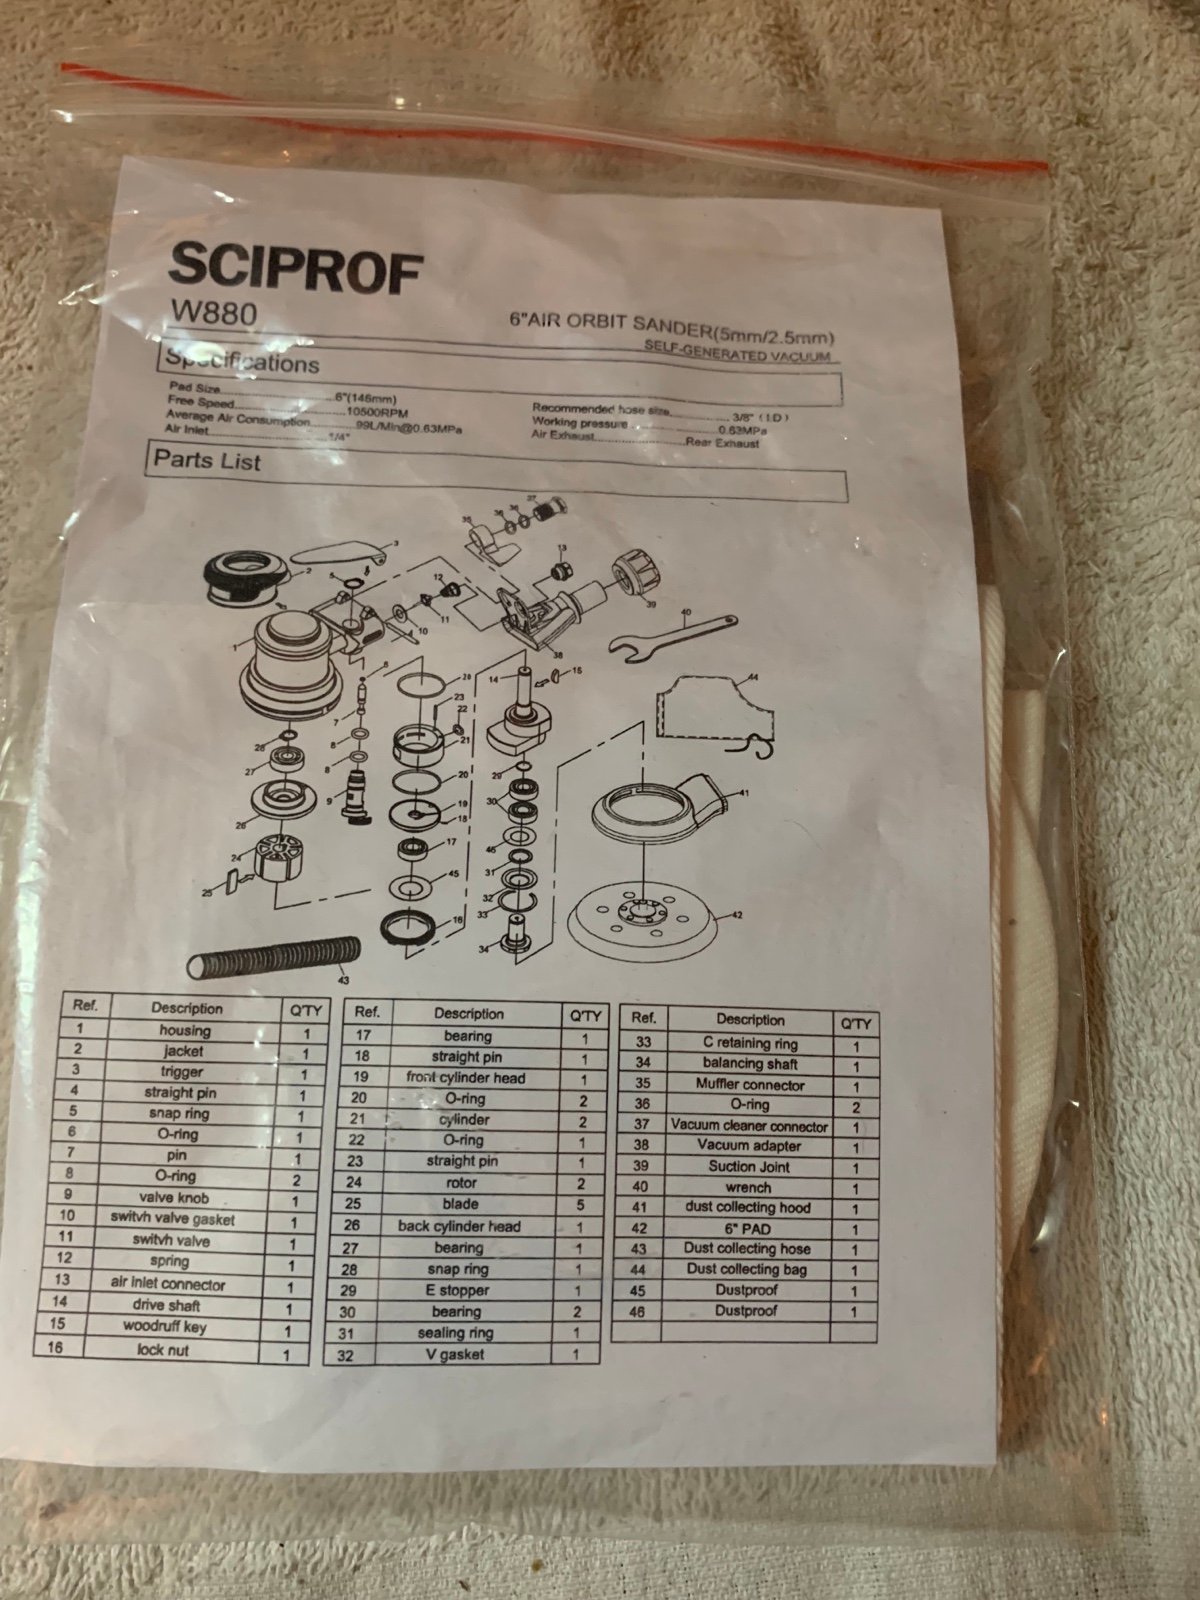 SCIPROF
W880
6"AIR ORBIT SANDER(5mm/2.5mm)
SELF-GENERATED VACUUM
Specifications
Pad Size..........6"(146mm)
Free Speed..........10500RPM
Average Air Consumption..........99L/Min@0.63MPa
Air Inlet..........1/4"
Recommended hose size..........3/8" (I.D)
Working pressure..........0.63MPa
Air Exhaust..........Rear Exhaust
Parts List
Ref. Description Q'TY
1 housing 1
2 jacket 1
3 trigger 1
4 straight pin 1
5 snap ring 1
6 O-ring 1
7 pin 1
8 O-ring 2
9 valve knob 1
10 switvh valve gasket 1
11 switvh valve 1
12 spring 1
13 air inlet connector 1
14 drive shaft 1
15 woodruff key 1
16 lock nut 1
Ref. Description Q'TY
17 bearing 1
18 straight pin 1
19 front cylinder head 1
20 O-ring 2
21 cylinder 2
22 O-ring 1
23 straight pin 1
24 rotor 2
25 blade 5
26 back cylinder head 1
27 bearing 1
28 snap ring 1
29 E stopper 1
30 bearing 2
31 sealing ring 1
32 V gasket 1
Ref. Description Q'TY
33 C retaining ring 1
34 balancing shaft 1
35 Muffler connector 1
36 O-ring 2
37 Vacuum cleaner connector 1
38 Vacuum adapter 1
39 Suction Joint 1
40 wrench 1
41 dust collecting hood 1
42 6" PAD 1
43 Dust collecting hose 1
44 Dust collecting bag 1
45 Dustproof 1
46 Dustproof 1